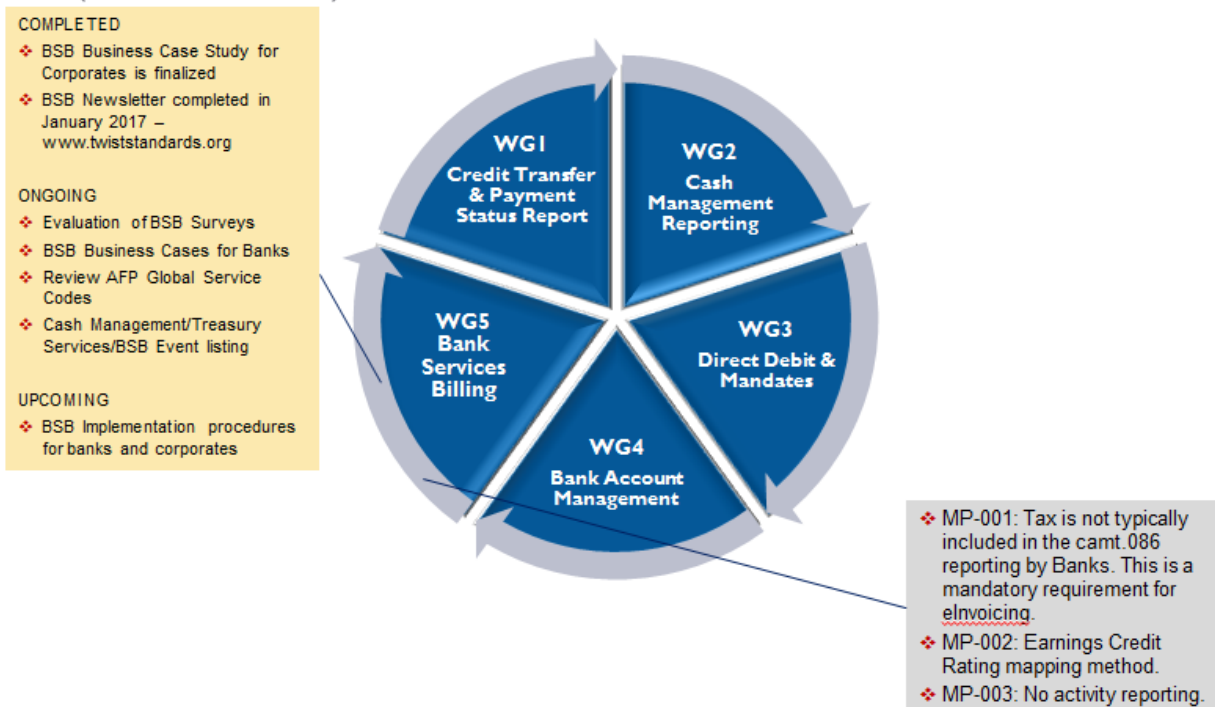 COMPLETED
❖ BSB Business Case Study for
Corporates is finalized
❖ BSB Newsletter completed in
January 2017 –
www.twiststandards.org
ONGOING
❖ Evaluation of BSB Surveys
❖ BSB Business Cases for Banks
❖ Review AFP Global Service
Codes
❖ Cash Management/Treasury
Services/BSB Event listing
UPCOMING
❖ BSB Implementation procedures
for banks and corporates
WG1
Credit Transfer
& Payment
Status Report
WG2
Cash
Management
Reporting
WG3
Direct Debit &
Mandates
WG4
Bank Account
Management
WG5
Bank
Services
Billing
❖ MP-001: Tax is not typically
included in the camt.086
reporting by Banks. This is a
mandatory requirement for
eInvoicing.
❖ MP-002: Earnings Credit
Rating mapping method.
❖ MP-003: No activity reporting.